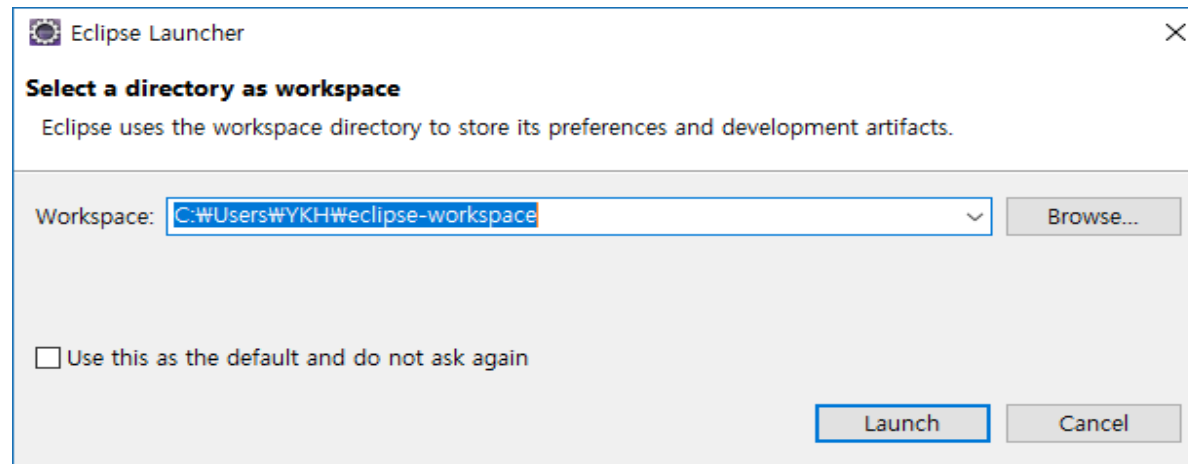 Eclipse Launcher
Select a directory as workspace
Eclipse uses the workspace directory to store its preferences and development artifacts.
Workspace: C:₩Users₩YKH₩eclipse-workspace Browse...
Use this as the default and do not ask again
Launch Cancel